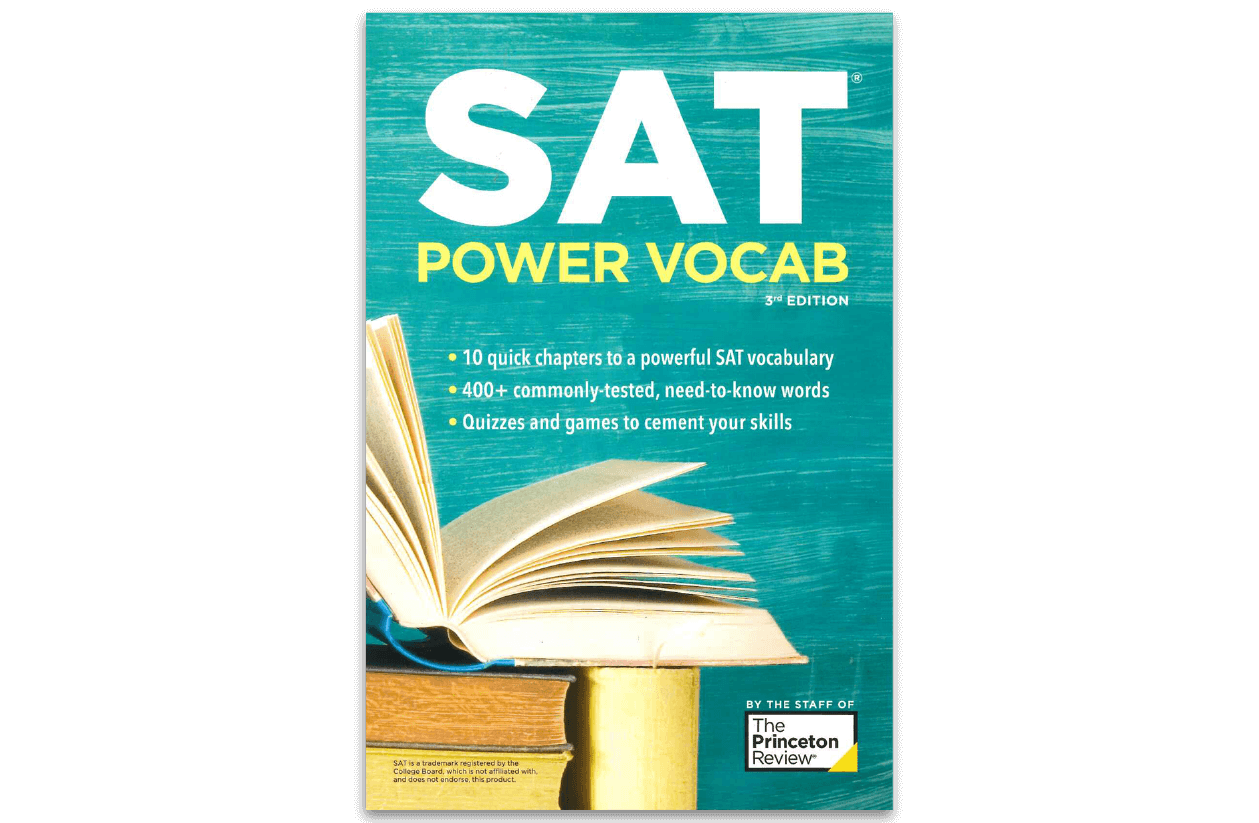 SAT®
POWER VOCAB
3rd EDITION
• 10 quick chapters to a powerful SAT vocabulary
• 400+ commonly-tested, need-to-know words
• Quizzes and games to cement your skills
BY THE STAFF OF
The
Princeton
Review®
SAT is a trademark registered by the
College Board, which is not affiliated with,
and does not endorse, this product.